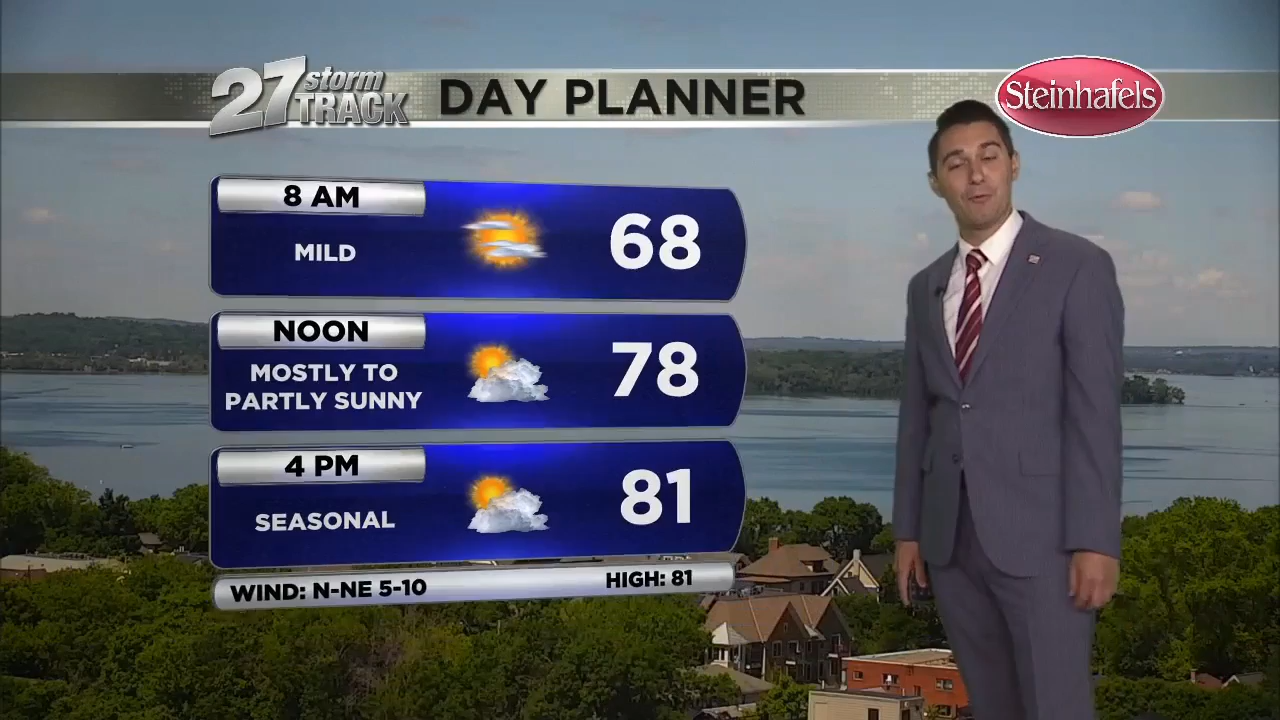 27 storm TRACK DAY PLANNER
Steinhafels
8 AM
MILD
68
NOON
MOSTLY TO
PARTLY SUNNY
78
4 PM
SEASONAL
81
WIND: N-NE 5-10
HIGH: 81